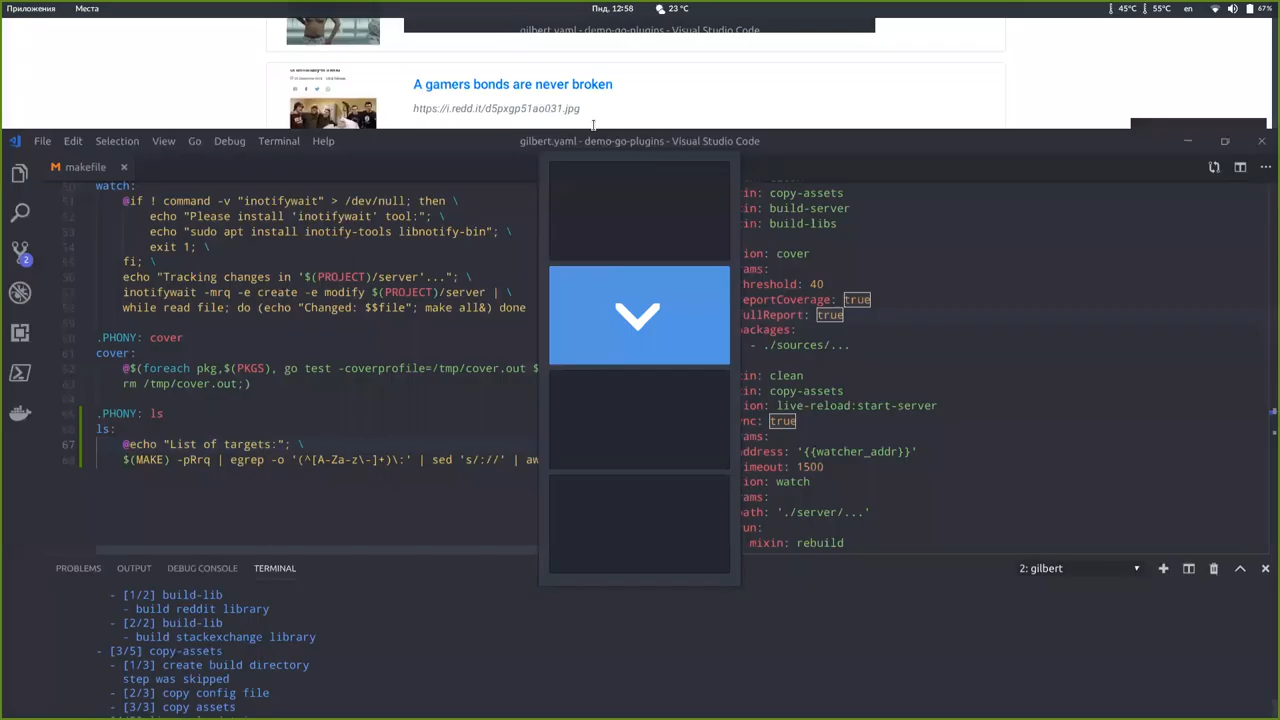 Приложения Места Пнд, 12:58 23 °C 45°C 55°C en 67%
gilbert.yaml - demo-go-plugins - Visual Studio Code
A gamers bonds are never broken
https://i.redd.it/d5pxgp51ao031.jpg
File Edit Selection View Go Debug Terminal Help gilbert.yaml - demo-go-plugins - Visual Studio Code
makefile
watch:
@if ! command -v "inotifywait" > /dev/null; then \
echo "Please install 'inotifywait' tool:"; \
echo "sudo apt install inotify-tools libnotify-bin"; \
exit 1; \
fi; \
echo "Tracking changes in '$(PROJECT)/server'..."; \
inotifywait -mrq -e create -e modify $(PROJECT)/server | \
while read file; do (echo "Changed: $$file"; make all&) done
.PHONY: cover
cover:
@$(foreach pkg,$(PKGS), go test -coverprofile=/tmp/cover.out $
rm /tmp/cover.out;)
.PHONY: ls
ls:
67 @echo "List of targets:"; \
$(MAKE) -pRrq | egrep -o '(^[A-Za-z\-]+)\:' | sed 's/://' | aw
in: copy-assets
in: build-server
in: build-libs
ion: cover
ams:
hreshold: 40
eportCoverage: true
ullReport: true
packages:
- ./sources/...
in: clean
in: copy-assets
ion: live-reload:start-server
nc: true
ams:
ddress: '{{watcher_addr}}'
imeout: 1500
ion: watch
ams:
path: './server/...'
un:
mixin: rebuild
2
PROBLEMS OUTPUT DEBUG CONSOLE TERMINAL 2: gilbert
- [1/2] build-lib
- build reddit library
- [2/2] build-lib
- build stackexchange library
- [3/5] copy-assets
- [1/3] create build directory
step was skipped
- [2/3] copy config file
- [3/3] copy assets